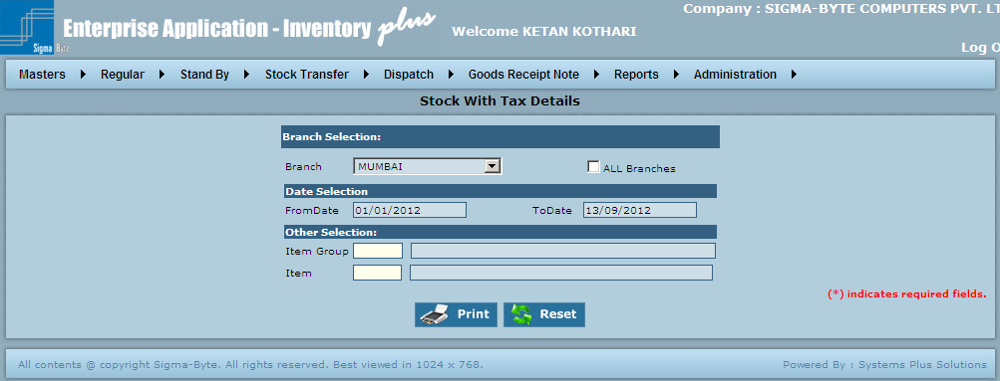 Company : SIGMA-BYTE COMPUTERS PVT. LT
Sigma Byte
Enterprise Application - Inventory plus
Welcome KETAN KOTHARI
Log O
Masters Regular Stand By Stock Transfer Dispatch Goods Receipt Note Reports Administration
Stock With Tax Details
Branch Selection:
Branch MUMBAI ALL Branches
Date Selection
FromDate 01/01/2012 ToDate 13/09/2012
Other Selection:
Item Group
Item
(*) indicates required fields.
Print Reset
All contents @ copyright Sigma-Byte. All rights reserved. Best viewed in 1024 x 768. Powered By : Systems Plus Solutions